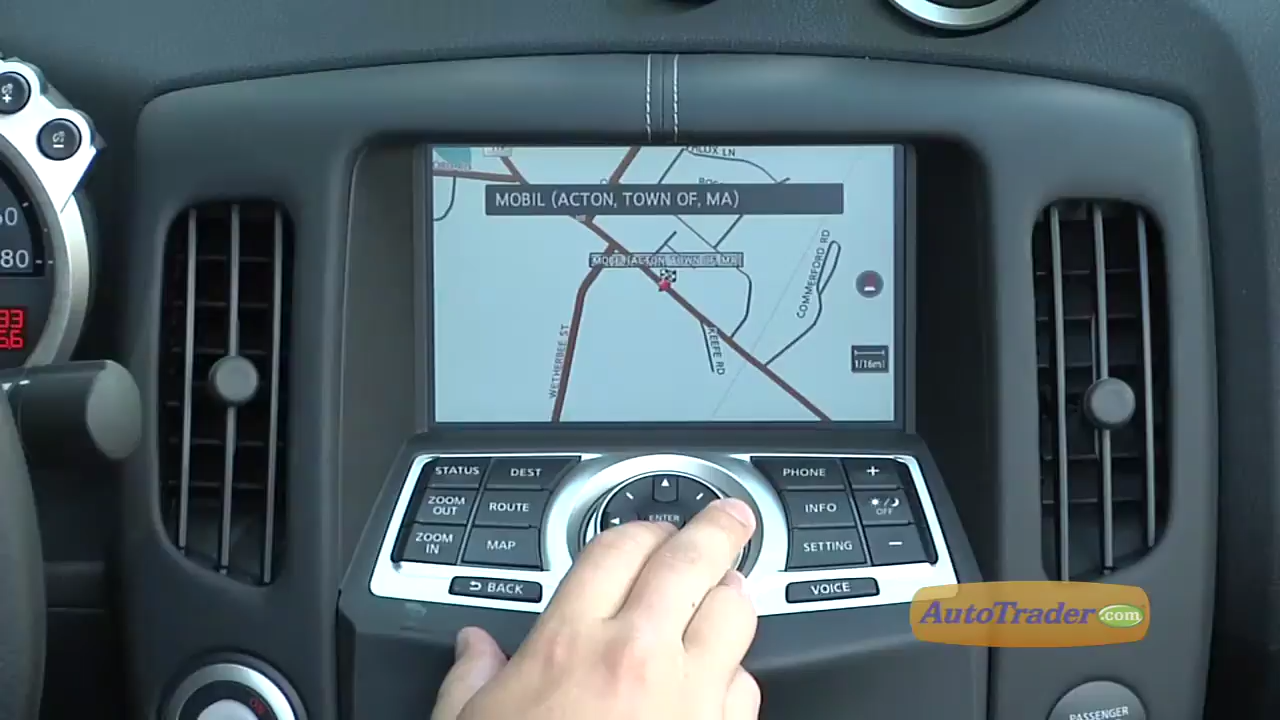 MOBIL (ACTON, TOWN OF, MA)
MOBIL (ACTON, TOWN OF, MA)
COMMERFORD RD
WETHERBEE ST
KEEFE RD
1/16mi
80
STATUS
DEST
ZOOM OUT
ROUTE
ZOOM IN
MAP
BACK
ENTER
PHONE
+
INFO
OFF
SETTING
−
VOICE
AutoTrader.com
PASSENGER